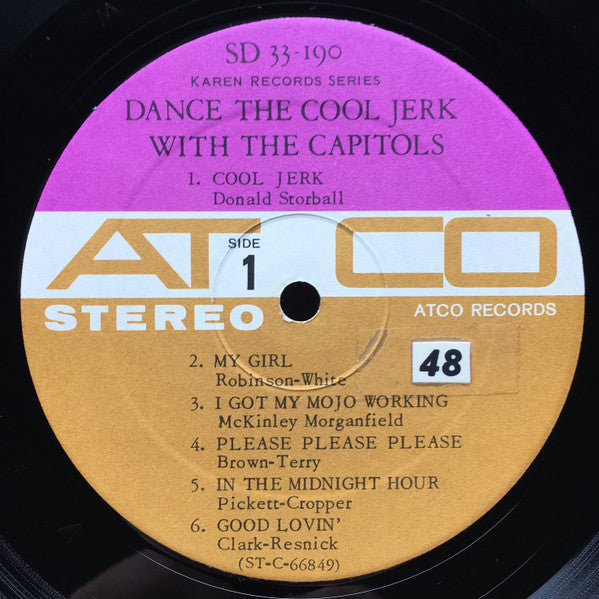 SD 33-190
KAREN RECORDS SERIES
DANCE THE COOL JERK
WITH THE CAPITOLS
1. COOL JERK
Donald Storball
ATCO
SIDE
1
STEREO
ATCO RECORDS
48
2. MY GIRL
Robinson-White
3. I GOT MY MOJO WORKING
McKinley Morganfield
4. PLEASE PLEASE PLEASE
Brown-Terry
5. IN THE MIDNIGHT HOUR
Pickett-Cropper
6. GOOD LOVIN'
Clark-Resnick
(ST-C-66849)